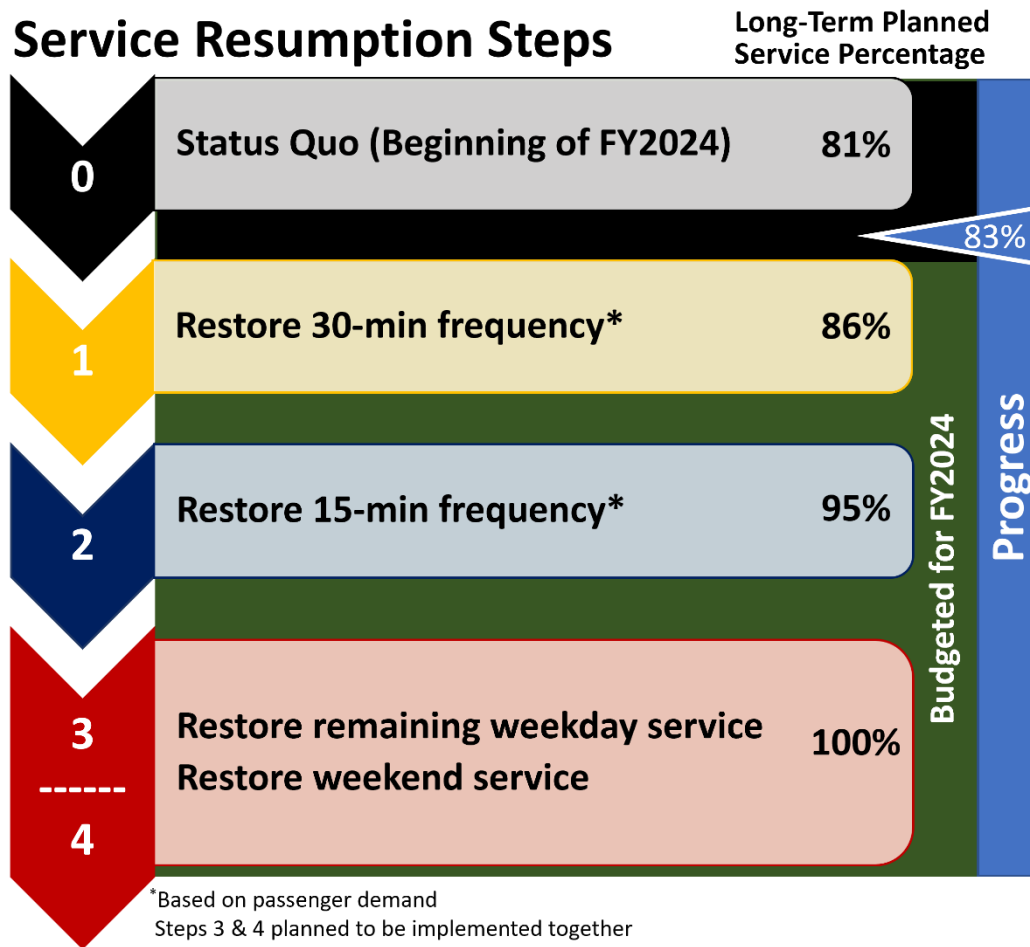 Service Resumption Steps
Long-Term Planned
Service Percentage
0
Status Quo (Beginning of FY2024)
81%
83%
1
Restore 30-min frequency*
86%
2
Restore 15-min frequency*
95%
3
------
4
Restore remaining weekday service
Restore weekend service
100%
Budgeted for FY2024
Progress
*Based on passenger demand
Steps 3 & 4 planned to be implemented together